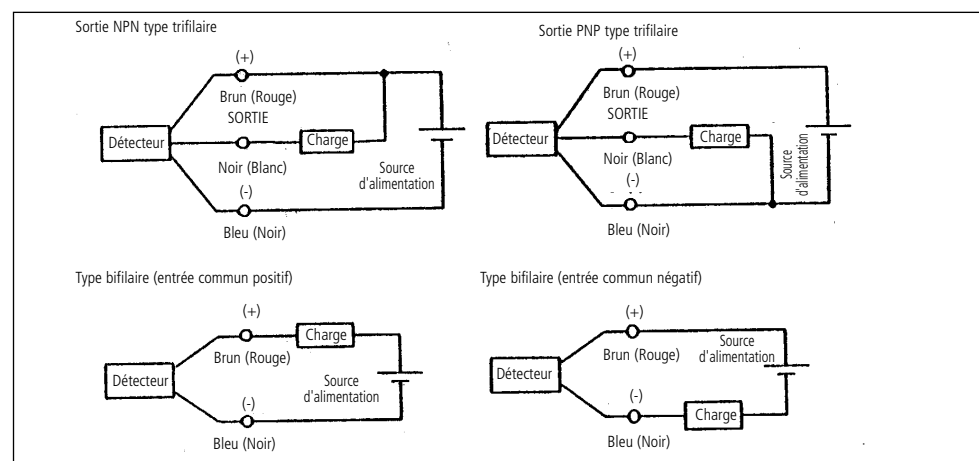 Sortie NPN type trifilaire
(+)
Brun (Rouge)
SORTIE
Détecteur
Charge
Noir (Blanc)
Source
d'alimentation
(-)
Bleu (Noir)
Sortie PNP type trifilaire
(+)
Brun (Rouge)
SORTIE
Détecteur
Charge
Noir (Blanc)
Source
d'alimentation
(-)
Bleu (Noir)
Type bifilaire (entrée commun positif)
(+)
Charge
Brun (Rouge)
Détecteur
Source
d'alimentation
(-)
Bleu (Noir)
Type bifilaire (entrée commun négatif)
(+)
Brun (Rouge)
Source
d'alimentation
Détecteur
(-)
Charge
Bleu (Noir)